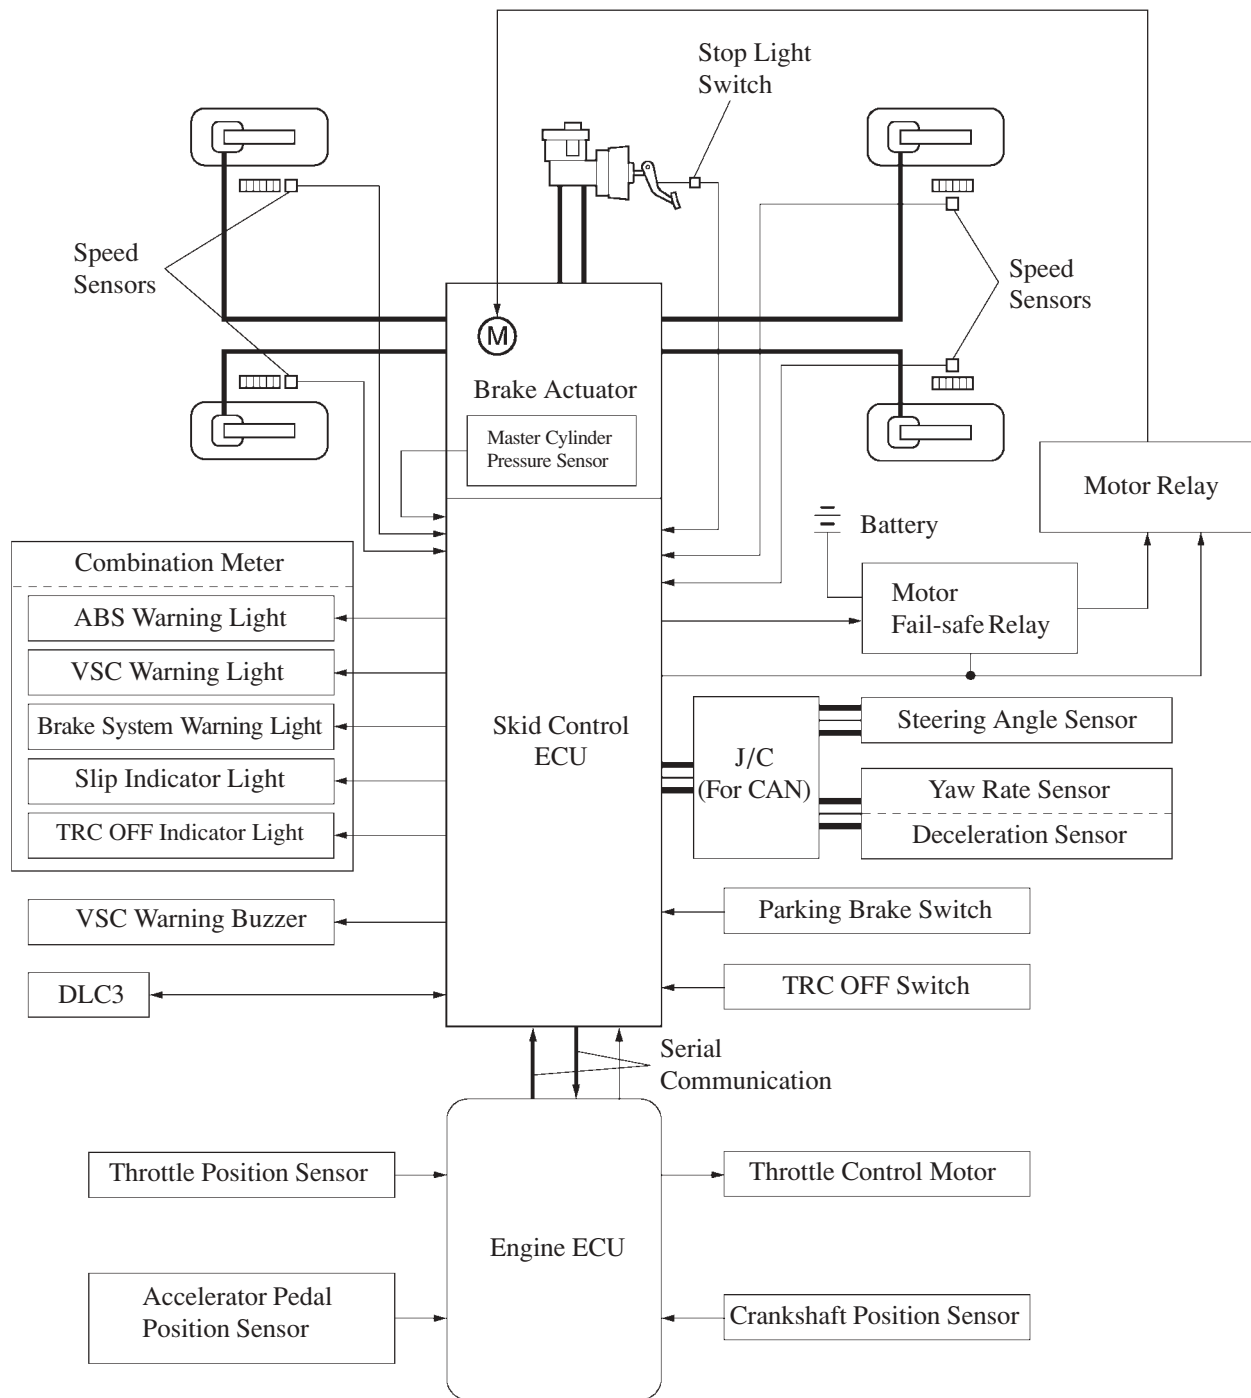 Stop Light
Switch
Speed
Sensors
Speed
Sensors
M
Brake Actuator
Master Cylinder
Pressure Sensor
Motor Relay
Battery
Motor
Fail-safe Relay
Combination Meter
ABS Warning Light
VSC Warning Light
Brake System Warning Light
Slip Indicator Light
TRC OFF Indicator Light
Skid Control
ECU
J/C
(For CAN)
Steering Angle Sensor
Yaw Rate Sensor
Deceleration Sensor
VSC Warning Buzzer
Parking Brake Switch
DLC3
TRC OFF Switch
Serial
Communication
Throttle Position Sensor
Throttle Control Motor
Engine ECU
Accelerator Pedal
Position Sensor
Crankshaft Position Sensor